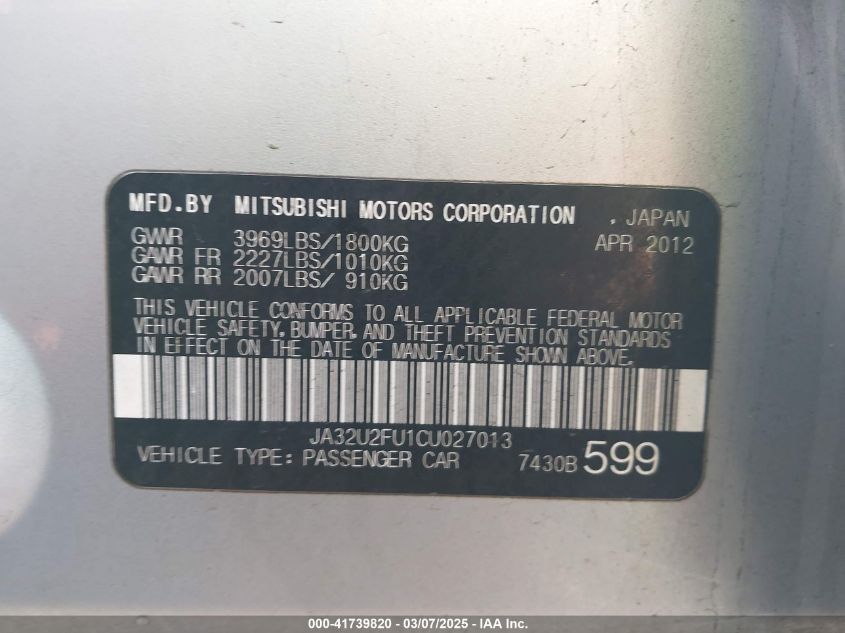 MFD.BY MITSUBISHI MOTORS CORPORATION , JAPAN
GVWR 3969LBS/1800KG APR 2012
GAWR FR 2227LBS/1010KG
GAWR RR 2007LBS/ 910KG
THIS VEHICLE CONFORMS TO ALL APPLICABLE FEDERAL MOTOR
VEHICLE SAFETY, BUMPER, AND THEFT PREVENTION STANDARDS
IN EFFECT ON THE DATE OF MANUFACTURE SHOWN ABOVE.
JA32U2FU1CU027013
VEHICLE TYPE: PASSENGER CAR 7430B 599
000-41739820 - 03/07/2025 - IAA Inc.